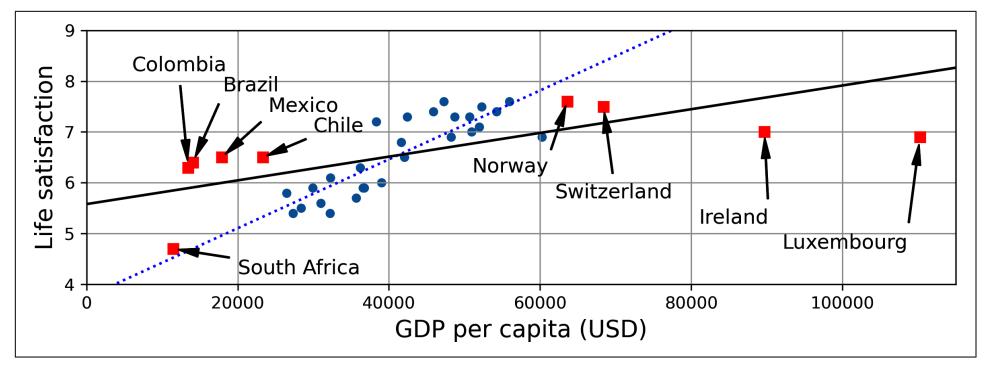 Life satisfaction
9
8
7
6
5
4
Colombia
Brazil
Mexico
Chile
Norway
Switzerland
Ireland
Luxembourg
South Africa
0 20000 40000 60000 80000 100000
GDP per capita (USD)